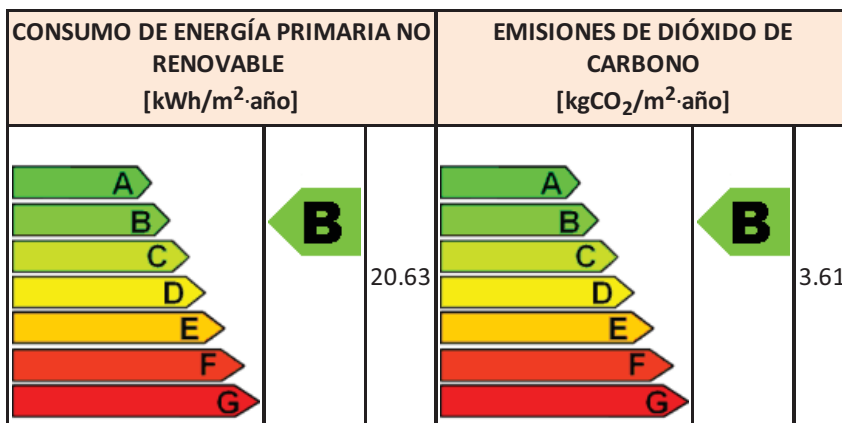 CONSUMO DE ENERGÍA PRIMARIA NO
RENOVABLE
[kWh/m²·año]
A
B
C
D
E
F
G
B
20.63
EMISIONES DE DIÓXIDO DE
CARBONO
[kgCO₂/m²·año]
A
B
C
D
E
F
G
B
3.61